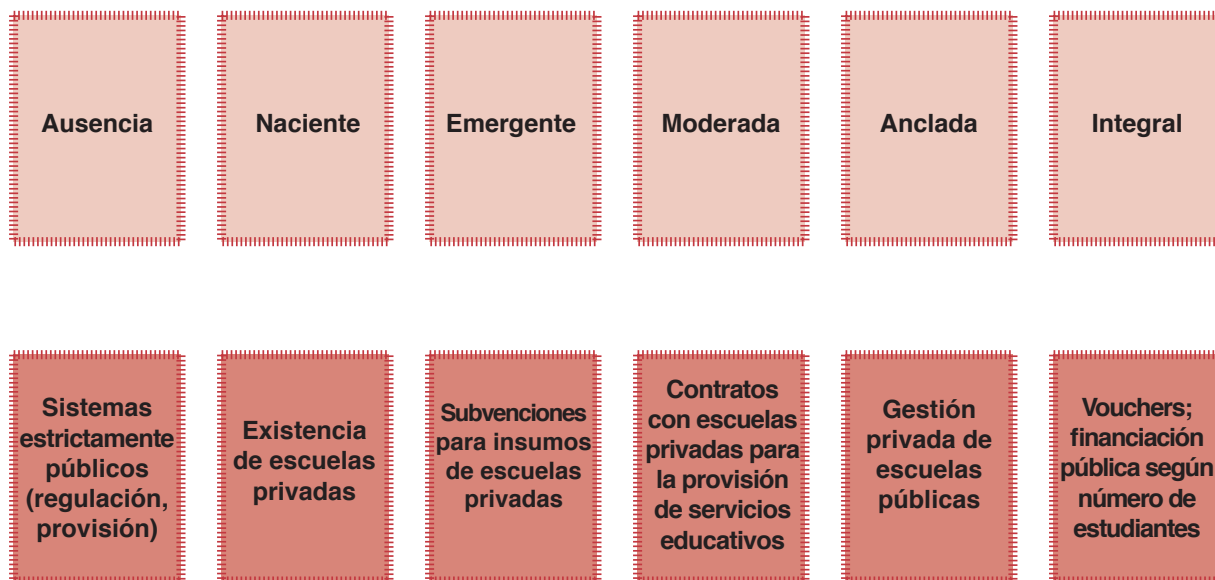 Ausencia
Naciente
Emergente
Moderada
Anclada
Integral
Sistemas
estrictamente
públicos
(regulación,
provisión)
Existencia
de escuelas
privadas
Subvenciones
para insumos
de escuelas
privadas
Contratos
con escuelas
privadas para
la provisión
de servicios
educativos
Gestión
privada de
escuelas
públicas
Vouchers;
financiación
pública según
número de
estudiantes